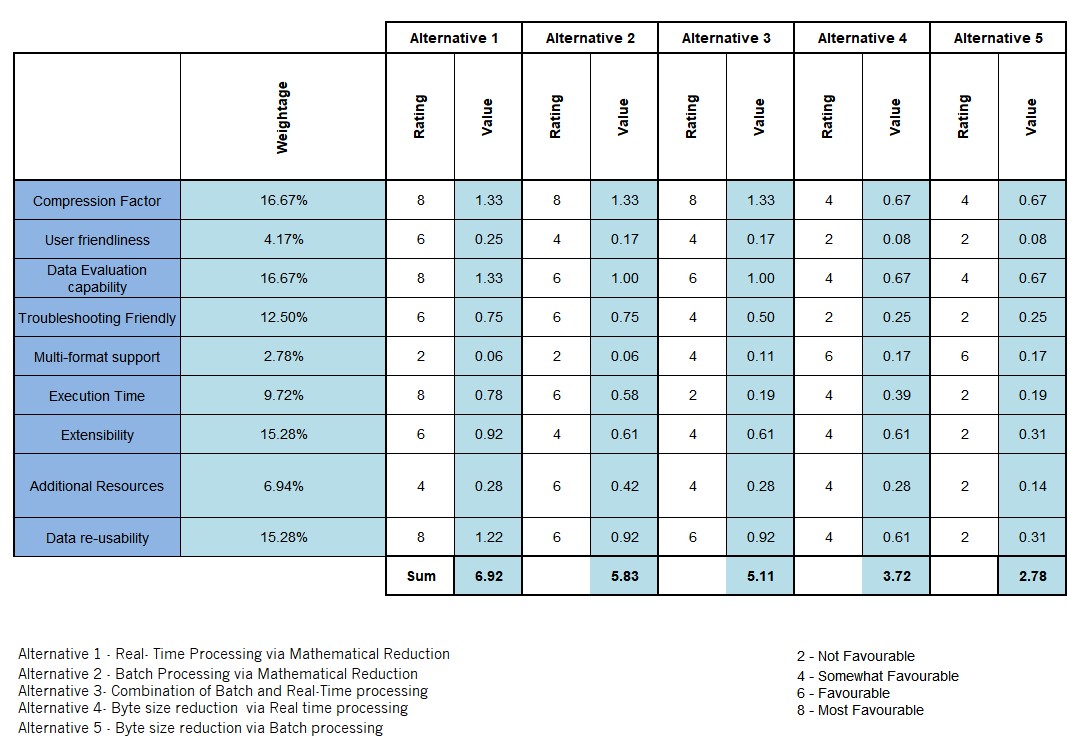 Alternative 1 Alternative 2 Alternative 3 Alternative 4 Alternative 5
Weightage Rating Value Rating Value Rating Value Rating Value Rating Value
Compression Factor 16.67% 8 1.33 8 1.33 8 1.33 4 0.67 4 0.67
User friendliness 4.17% 6 0.25 4 0.17 4 0.17 2 0.08 2 0.08
Data Evaluation
capability 16.67% 8 1.33 6 1.00 6 1.00 4 0.67 4 0.67
Troubleshooting Friendly 12.50% 6 0.75 6 0.75 4 0.50 2 0.25 2 0.25
Multi-format support 2.78% 2 0.06 2 0.06 4 0.11 6 0.17 6 0.17
Execution Time 9.72% 8 0.78 6 0.58 2 0.19 4 0.39 2 0.19
Extensibility 15.28% 6 0.92 4 0.61 4 0.61 4 0.61 2 0.31
Additional Resources 6.94% 4 0.28 6 0.42 4 0.28 4 0.28 2 0.14
Data re-usability 15.28% 8 1.22 6 0.92 6 0.92 4 0.61 2 0.31
Sum 6.92 5.83 5.11 3.72 2.78
Alternative 1 - Real- Time Processing via Mathematical Reduction
Alternative 2 - Batch Processing via Mathematical Reduction
Alternative 3- Combination of Batch and Real-Time processing
Alternative 4- Byte size reduction  via Real time processing
Alternative 5 - Byte size reduction via Batch processing
2 - Not Favourable
4 - Somewhat Favourable
6 - Favourable
8 - Most Favourable